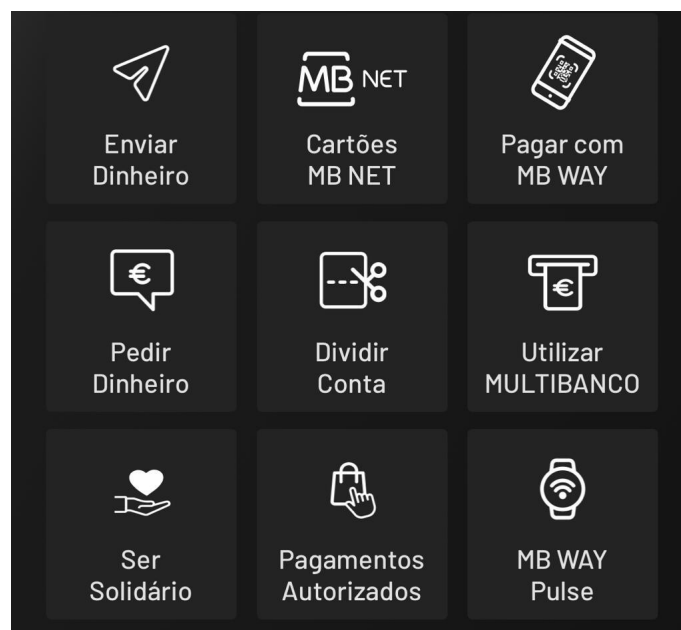 MB NET
Enviar
Dinheiro
Cartões
MB NET
Pagar com
MB WAY
€
€
Pedir
Dinheiro
Dividir
Conta
Utilizar
MULTIBANCO
Ser
Solidário
Pagamentos
Autorizados
MB WAY
Pulse